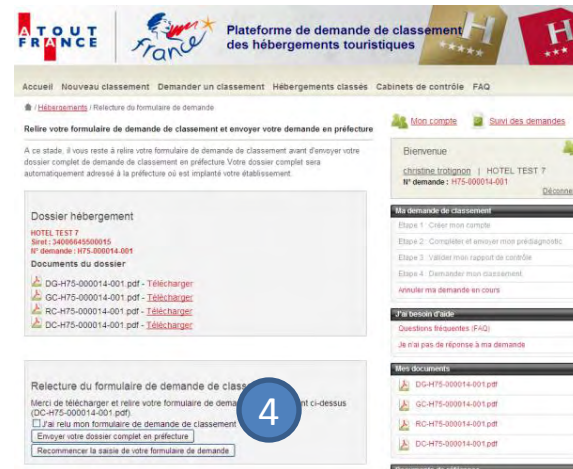 ATOUT
FRANCE
France
Plateforme de demande de classement
des hébergements touristiques
H
H
Accueil Nouveau classement Demander un classement Hébergements classés Cabinets de contrôle FAQ
/ Hébergements / Relecture du formulaire de demande
Relire votre formulaire de demande de classement et envoyer votre demande en préfecture
A ce stade, il vous reste à relire votre formulaire de demande de classement avant d'envoyer votre
dossier complet de demande de classement en préfecture Votre dossier complet sera
automatiquement adressé à la préfecture où est implanté votre établissement.
Dossier hébergement
HOTEL TEST 7
Siret : 34006645500015
N° demande : H75-000014-001
Documents du dossier
DG-H75-000014-001.pdf - Télécharger
GC-H75-000014-001.pdf - Télécharger
RC-H75-000014-001.pdf - Télécharger
DC-H75-000014-001.pdf - Télécharger
Relecture du formulaire de demande de class
Merci de télécharger et relire votre formulaire de dema nt ci-dessus
(DC-H75-000014-001.pdf)
J'ai relu mon formulaire de demande de classement
Envoyer votre dossier complet en préfecture
Recommencer la saisie de votre formulaire de demande
4
Mon compte Suivi des demandes
Bienvenue
christine trotignon | HOTEL TEST 7
N° demande : H75-000014-001
Déconne
Ma demande de classement
Etape 1 : Créer mon compte
Etape 2 : Compléter et envoyer mon prédiagnostic
Etape 3 : Valider mon rapport de contrôle
Etape 4 : Demander mon classement
Annuler ma demande en cours
J'ai besoin d'aide
Questions fréquentes (FAQ)
Je n'ai pas de réponse à ma demande
Mes documents
DG-H75-000014-001.pdf
GC-H75-000014-001.pdf
RC-H75-000014-001.pdf
DC-H75-000014-001.pdf